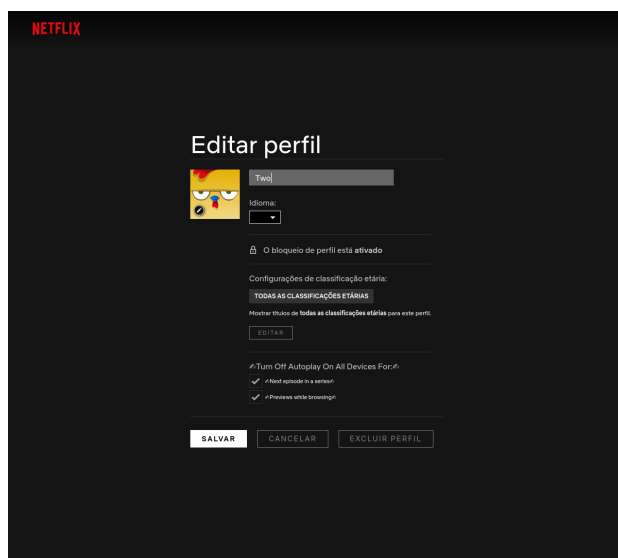 NETFLIX
Editar perfil
Two
Idioma:
O bloqueio de perfil está ativado
Configurações de classificação etária:
TODAS AS CLASSIFICAÇÕES ETÁRIAS
Mostrar títulos de todas as classificações etárias para este perfil.
EDITAR
✍Turn Off Autoplay On All Devices For:✍
✍Next episode in a series✍
✍Previews while browsing✍
SALVAR CANCELAR EXCLUIR PERFIL